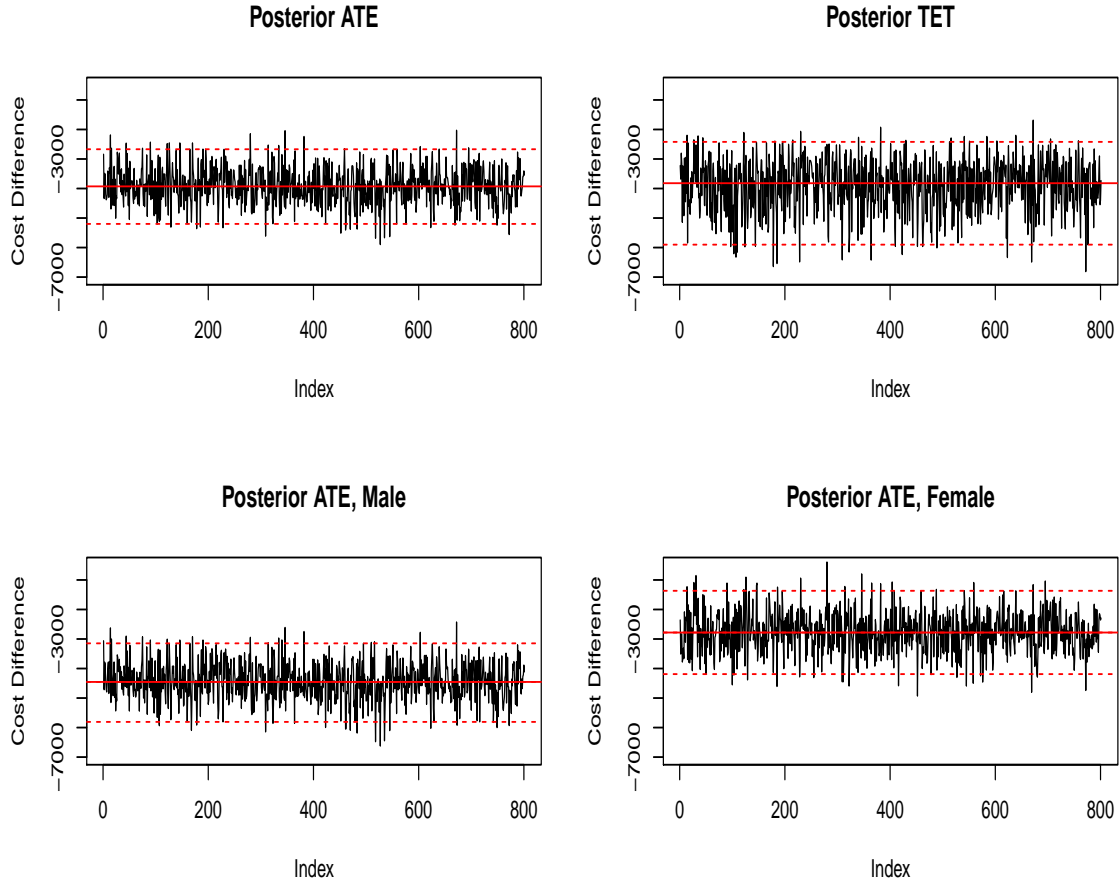 Posterior ATE
Cost Difference
−3000
−7000
0 200 400 600 800
Index
Posterior TET
Cost Difference
−3000
−7000
0 200 400 600 800
Index
Posterior ATE, Male
Cost Difference
−3000
−7000
0 200 400 600 800
Index
Posterior ATE, Female
Cost Difference
−3000
−7000
0 200 400 600 800
Index